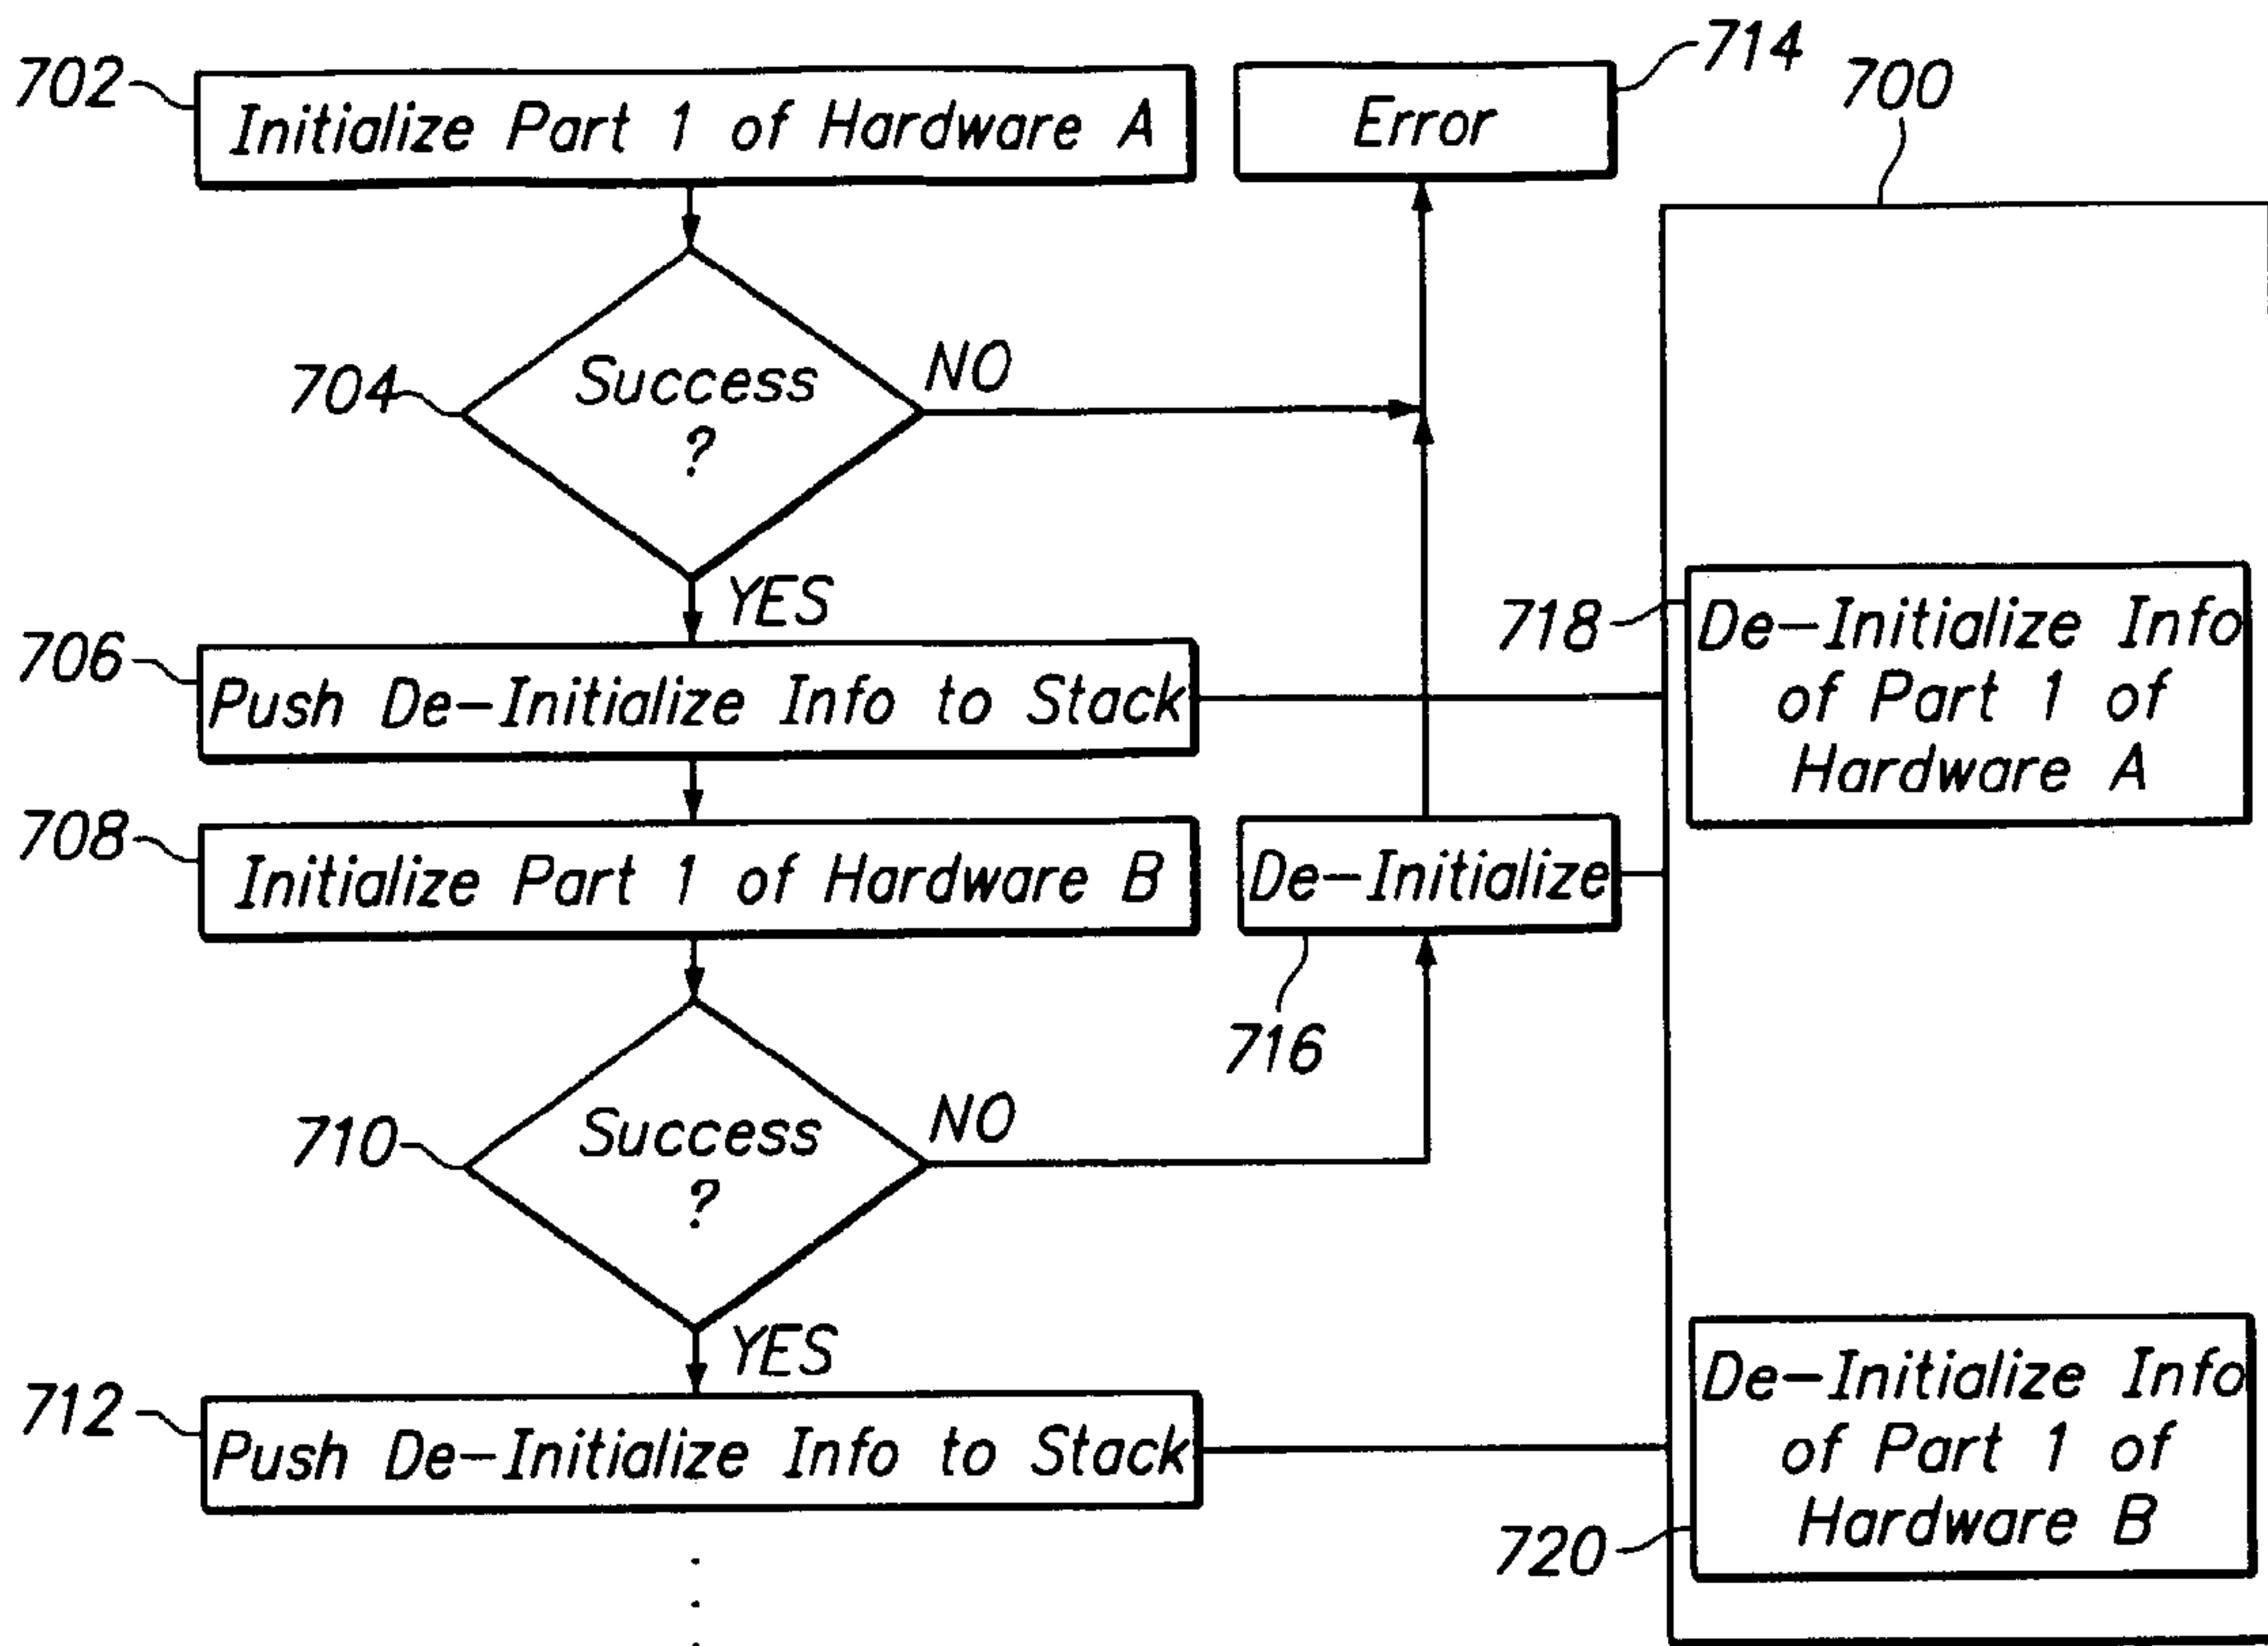 702
Initialize Part 1 of Hardware A
Error
714
700
704
Success
?
NO
YES
706
Push De-Initialize Info to Stack
718
De-Initialize Info
of Part 1 of
Hardware A
708
Initialize Part 1 of Hardware B
De-Initialize
716
710
Success
?
NO
YES
712
Push De-Initialize Info to Stack
720
De-Initialize Info
of Part 1 of
Hardware B